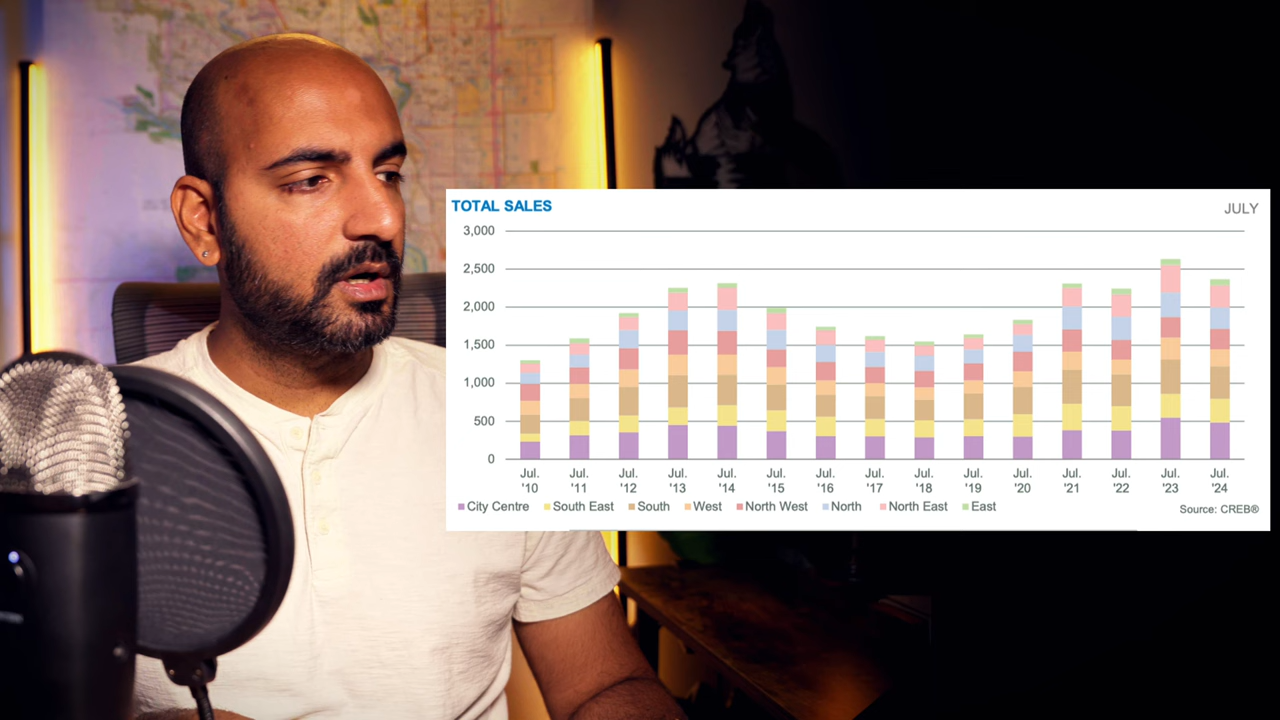 TOTAL SALES
JULY
3,000
2,500
2,000
1,500
1,000
500
0
Jul. '10
Jul. '11
Jul. '12
Jul. '13
Jul. '14
Jul. '15
Jul. '16
Jul. '17
Jul. '18
Jul. '19
Jul. '20
Jul. '21
Jul. '22
Jul. '23
Jul. '24
City Centre South East South West North West North North East East
Source: CREB®